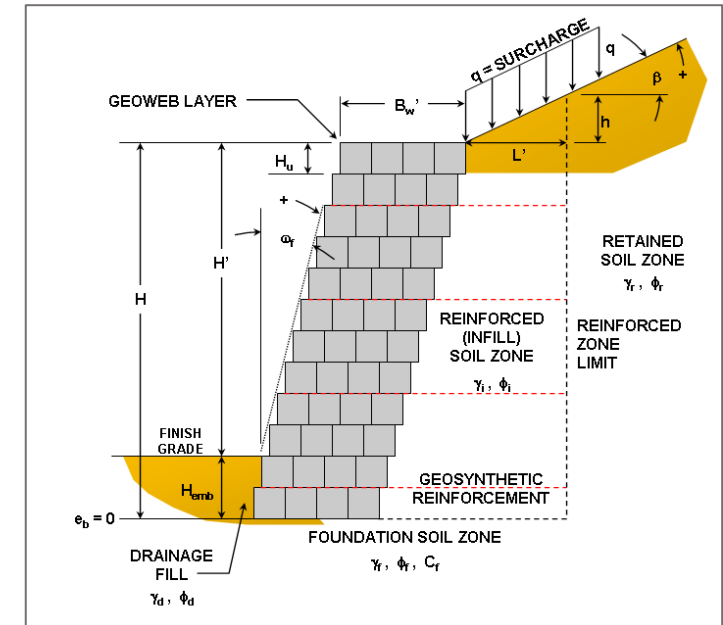 q = SURCHARGE
q
β
+
GEOWEB LAYER
B_w'
h
L'
H_u
+
ω_f
H'
H
RETAINED
SOIL ZONE
γ_r , ϕ_r
REINFORCED
(INFILL)
SOIL ZONE
γ_i , ϕ_i
REINFORCED
ZONE
LIMIT
FINISH
GRADE
H_emb
GEOSYNTHETIC
REINFORCEMENT
e_b = 0
FOUNDATION SOIL ZONE
γ_f , ϕ_f , C_f
DRAINAGE
FILL
γ_d , ϕ_d